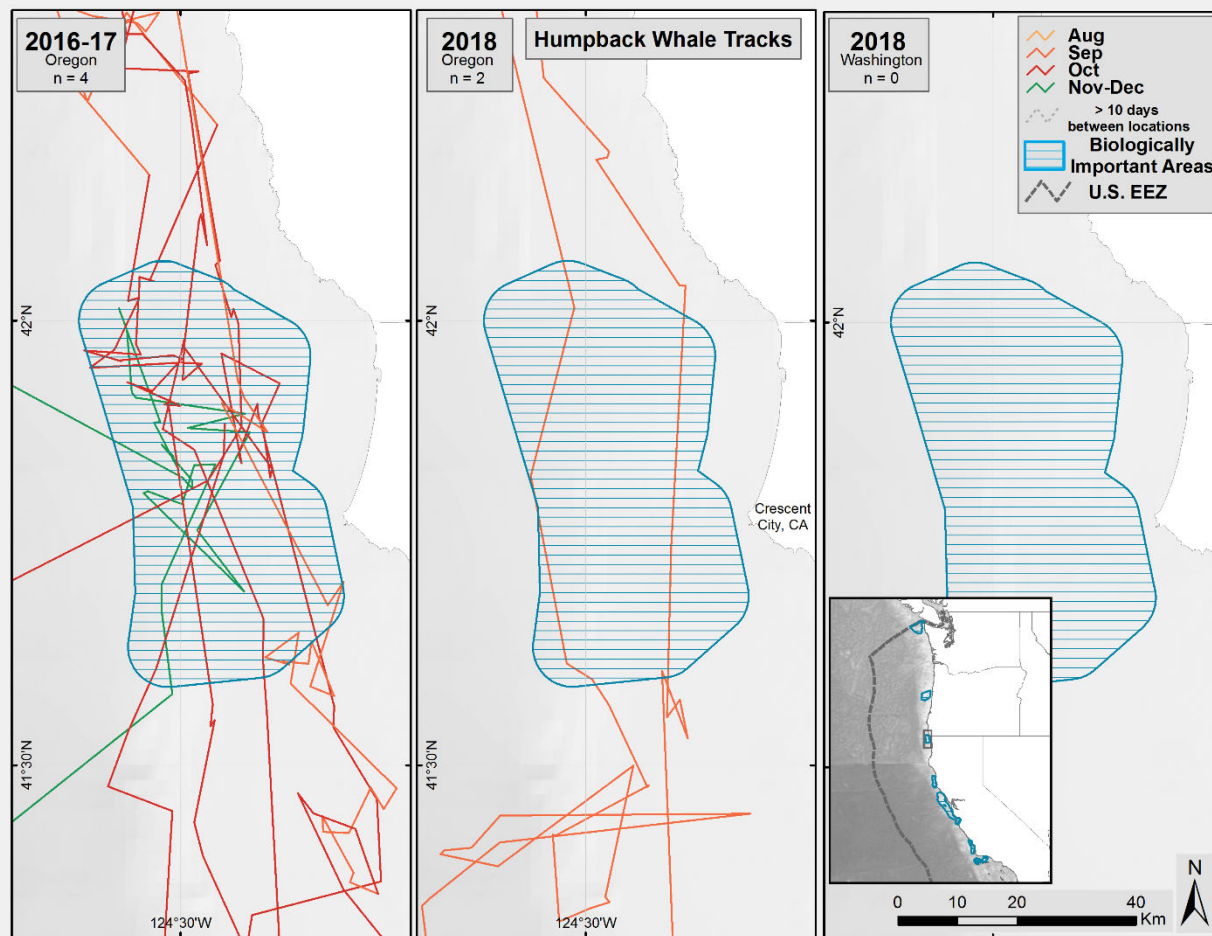 2016-17
Oregon
n = 4
2018
Oregon
n = 2
Humpback Whale Tracks
2018
Washington
n = 0
Aug
Sep
Oct
Nov-Dec
> 10 days
between locations
Biologically
Important Areas
U.S. EEZ
42°N
42°N
42°N
Crescent
City, CA
41°30'N
41°30'N
41°30'N
124°30'W
124°30'W
N
0 10 20 40
Km